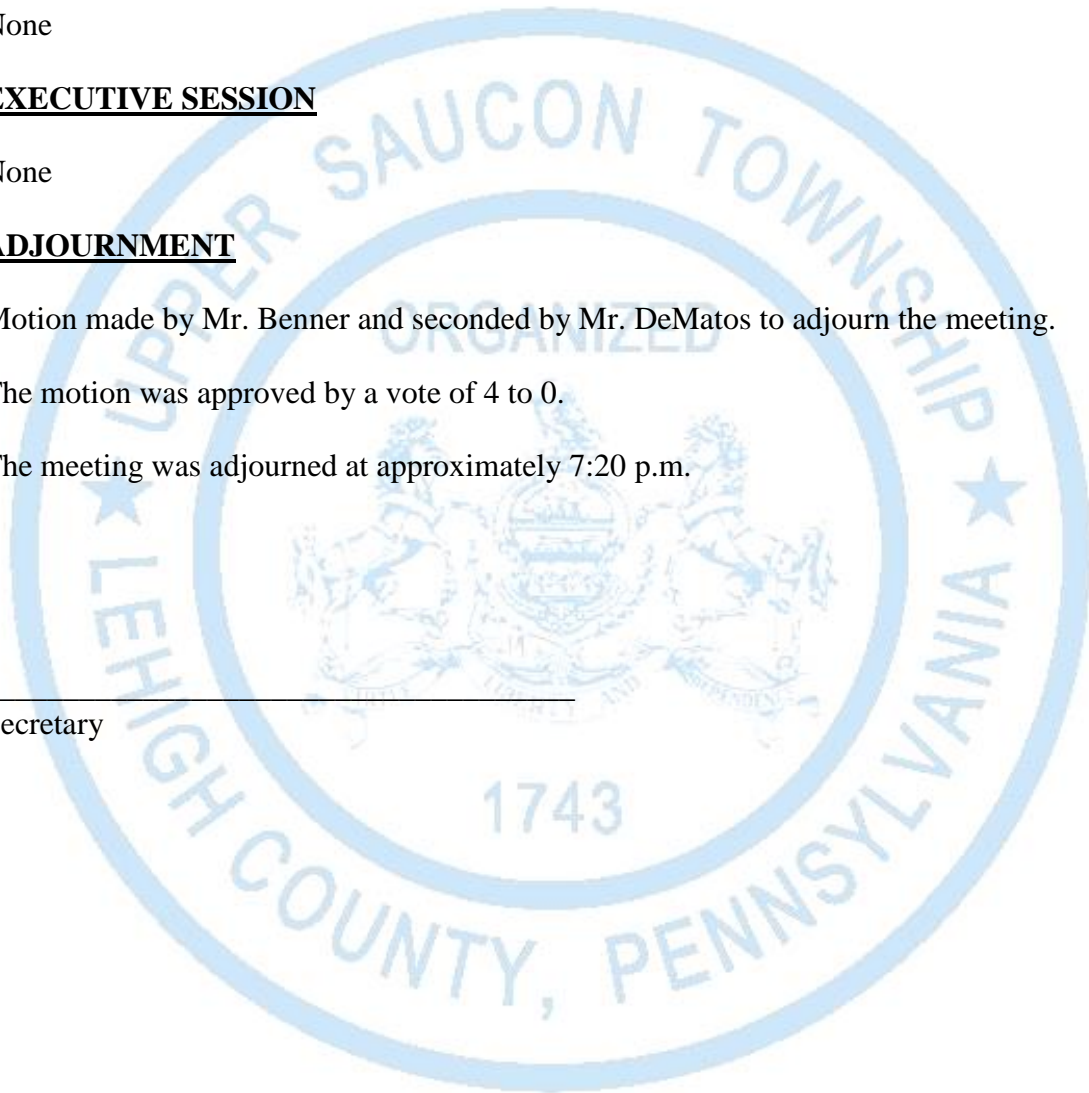 None
EXECUTIVE SESSION
None
ADJOURNMENT
Motion made by Mr. Benner and seconded by Mr. DeMatos to adjourn the meeting.
The motion was approved by a vote of 4 to 0.
The meeting was adjourned at approximately 7:20 p.m.
ecretary
UPPER SAUCON TOWNSHIP
ORGANIZED
1743
★ LEHIGH COUNTY, PENNSYLVANIA ★